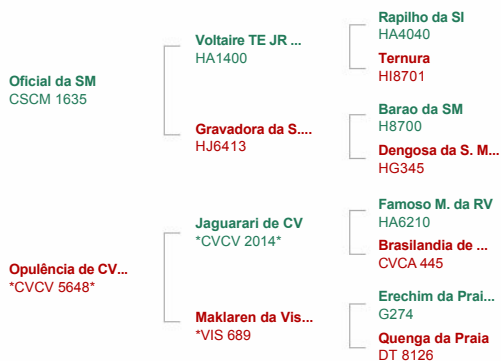 Oficial da SM
CSCM 1635
Opulência de CV...
*CVCV 5648*
Voltaire TE JR ...
HA1400
Gravadora da S....
HJ6413
Jaguarari de CV
*CVCV 2014*
Maklaren da Vis...
*VIS 689
Rapilho da SI
HA4040
Ternura
HI8701
Barao da SM
H8700
Dengosa da S. M...
HG345
Famoso M. da RV
HA6210
Brasilandia de ...
CVCA 445
Erechim da Prai...
G274
Quenga da Praia
DT 8126